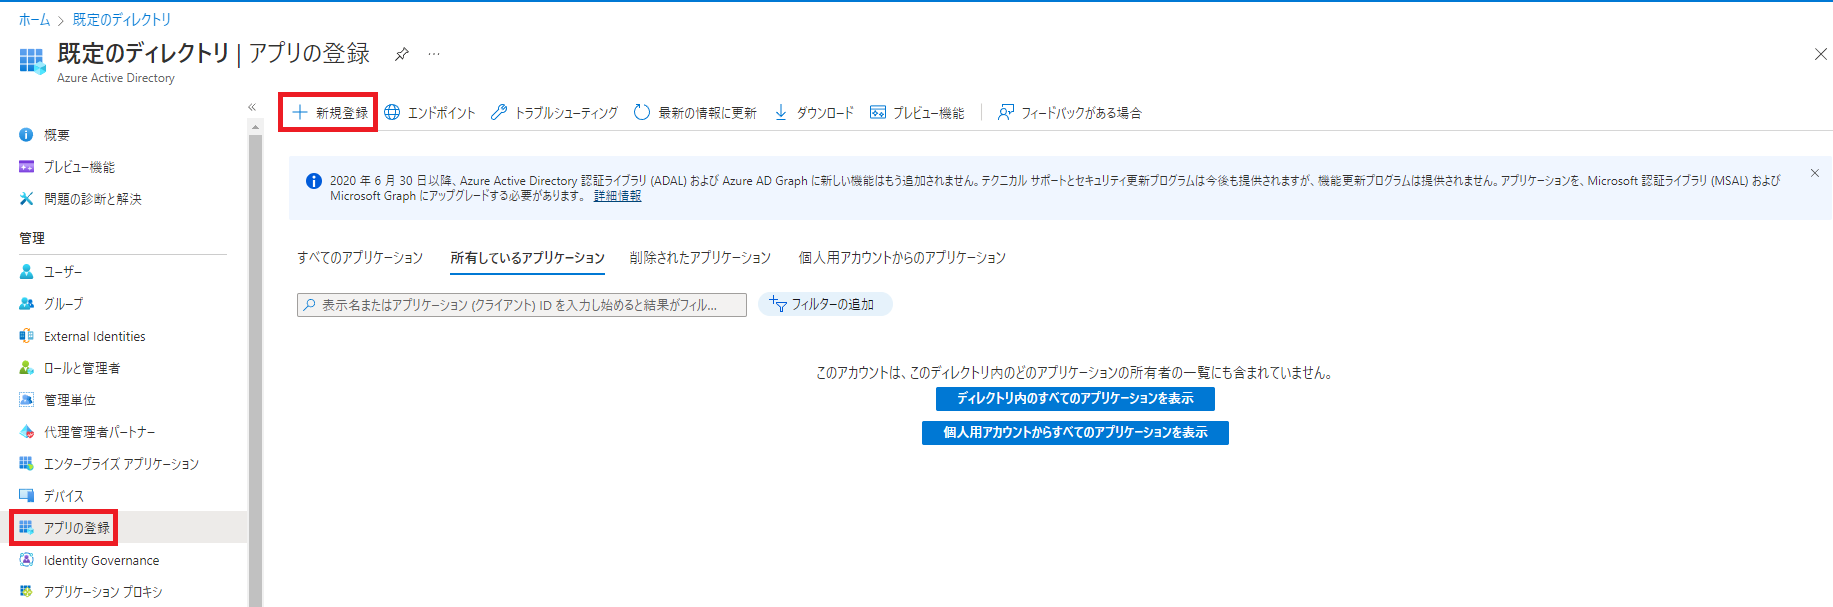 ホーム > 既定のディレクトリ
既定のディレクトリ | アプリの登録 …
Azure Active Directory
«
概要
プレビュー機能
問題の診断と解決
管理
ユーザー
グループ
External Identities
ロールと管理者
管理単位
代理管理者パートナー
エンタープライズ アプリケーション
デバイス
アプリの登録
Identity Governance
アプリケーション プロキシ
新規登録 エンドポイント トラブルシューティング 最新の情報に更新 ダウンロード プレビュー機能 フィードバックがある場合
2020 年 6 月 30 日以降、Azure Active Directory 認証ライブラリ (ADAL) および Azure AD Graph に新しい機能はもう追加されません。テクニカル サポートとセキュリティ更新プログラムは今後も提供されますが、機能更新プログラムは提供されません。アプリケーションを、Microsoft 認証ライブラリ (MSAL) および
Microsoft Graph にアップグレードする必要があります。 詳細情報
すべてのアプリケーション 所有しているアプリケーション 削除されたアプリケーション 個人用アカウントからのアプリケーション
表示名またはアプリケーション (クライアント) ID を入力し始めると結果がフィル... フィルターの追加
このアカウントは、このディレクトリ内のどのアプリケーションの所有者の一覧にも含まれていません。
ディレクトリ内のすべてのアプリケーションを表示
個人用アカウントからすべてのアプリケーションを表示